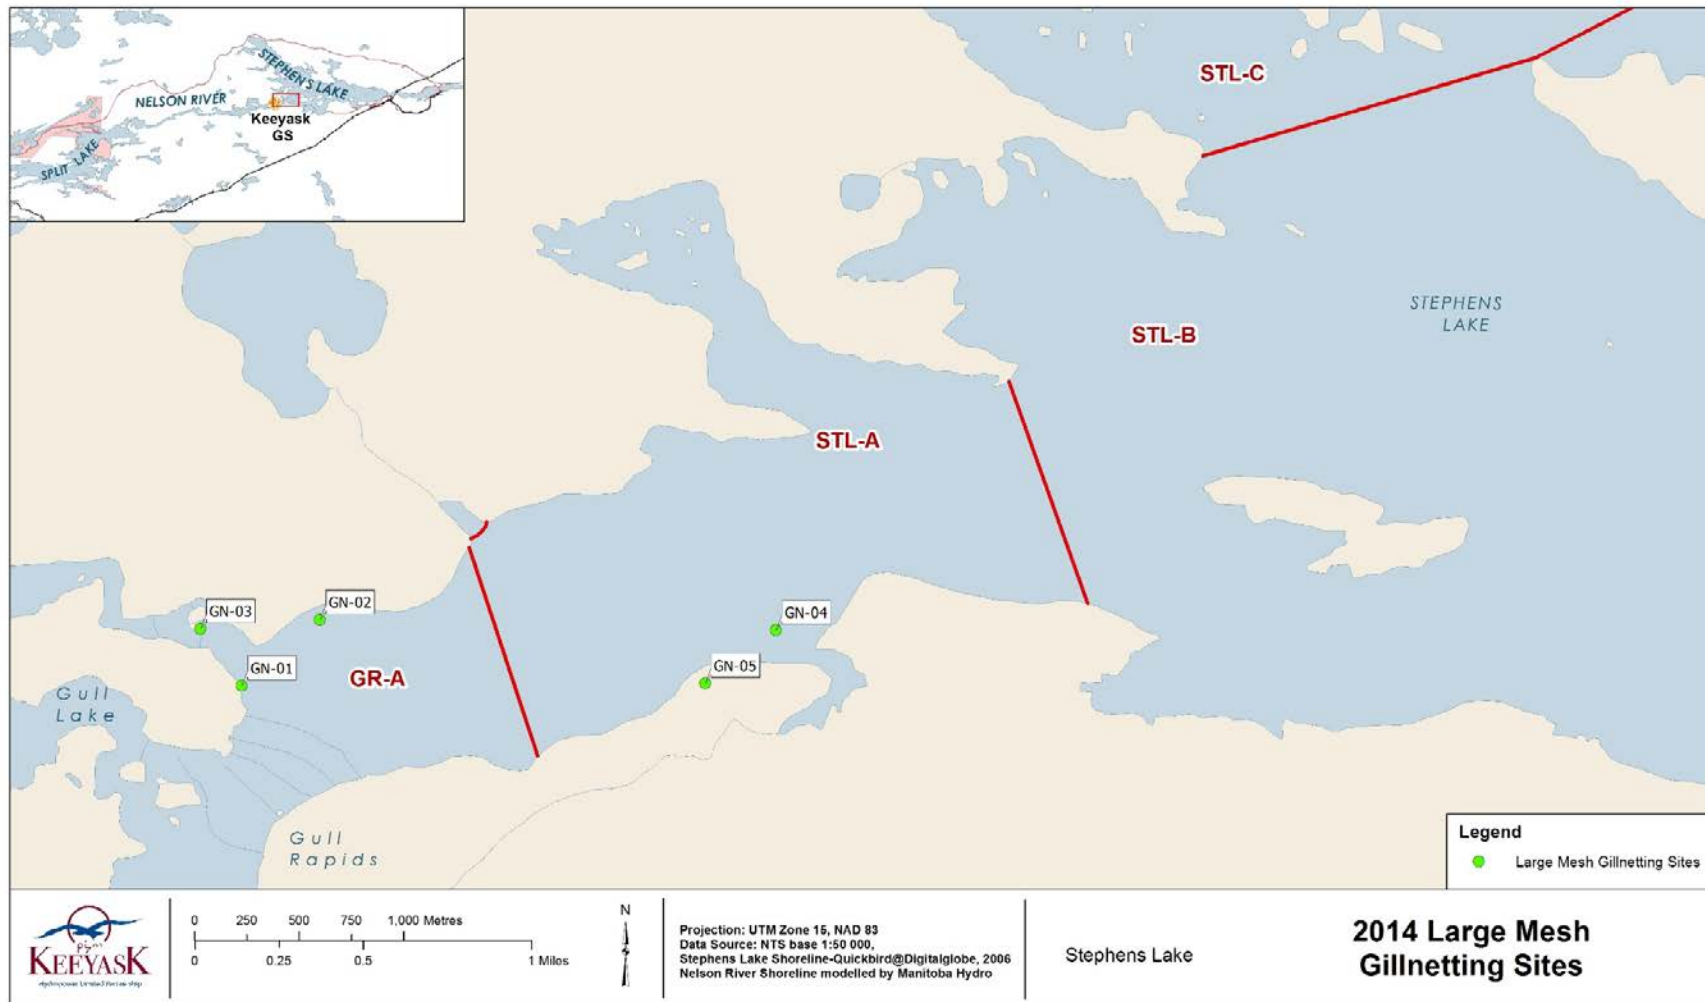 STEPHENS LAKE
NELSON RIVER
Keeyask
GS
SPLIT LAKE
STL-C
STEPHENS
LAKE
STL-B
STL-A
GN-03
GN-02
GN-04
GN-01
GN-05
GR-A
Gull
Lake
Gull
Rapids
Legend
Large Mesh Gillnetting Sites
KEEYASK
Hydropower Limited Partnership
0 250 500 750 1,000 Metres
0 0.25 0.5 1 Miles
N
Projection: UTM Zone 15, NAD 83
Data Source: NTS base 1:50 000,
Stephens Lake Shoreline-Quickbird@Digitalglobe, 2006
Nelson River Shoreline modelled by Manitoba Hydro
Stephens Lake
2014 Large Mesh
Gillnetting Sites